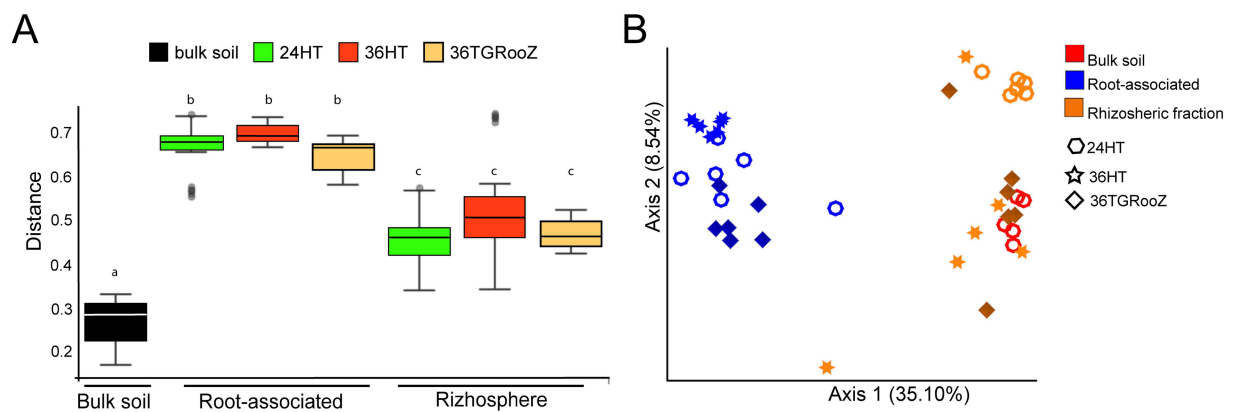 A
bulk soil 24HT 36HT 36TGRooZ
Distance
0.7
0.6
0.5
0.4
0.3
0.2
a
b b b
c c c
Bulk soil Root-associated Rizhosphere
B
Axis 2 (8.54%)
Axis 1 (35.10%)
Bulk soil
Root-associated
Rhizosheric fraction
24HT
36HT
36TGRooZ